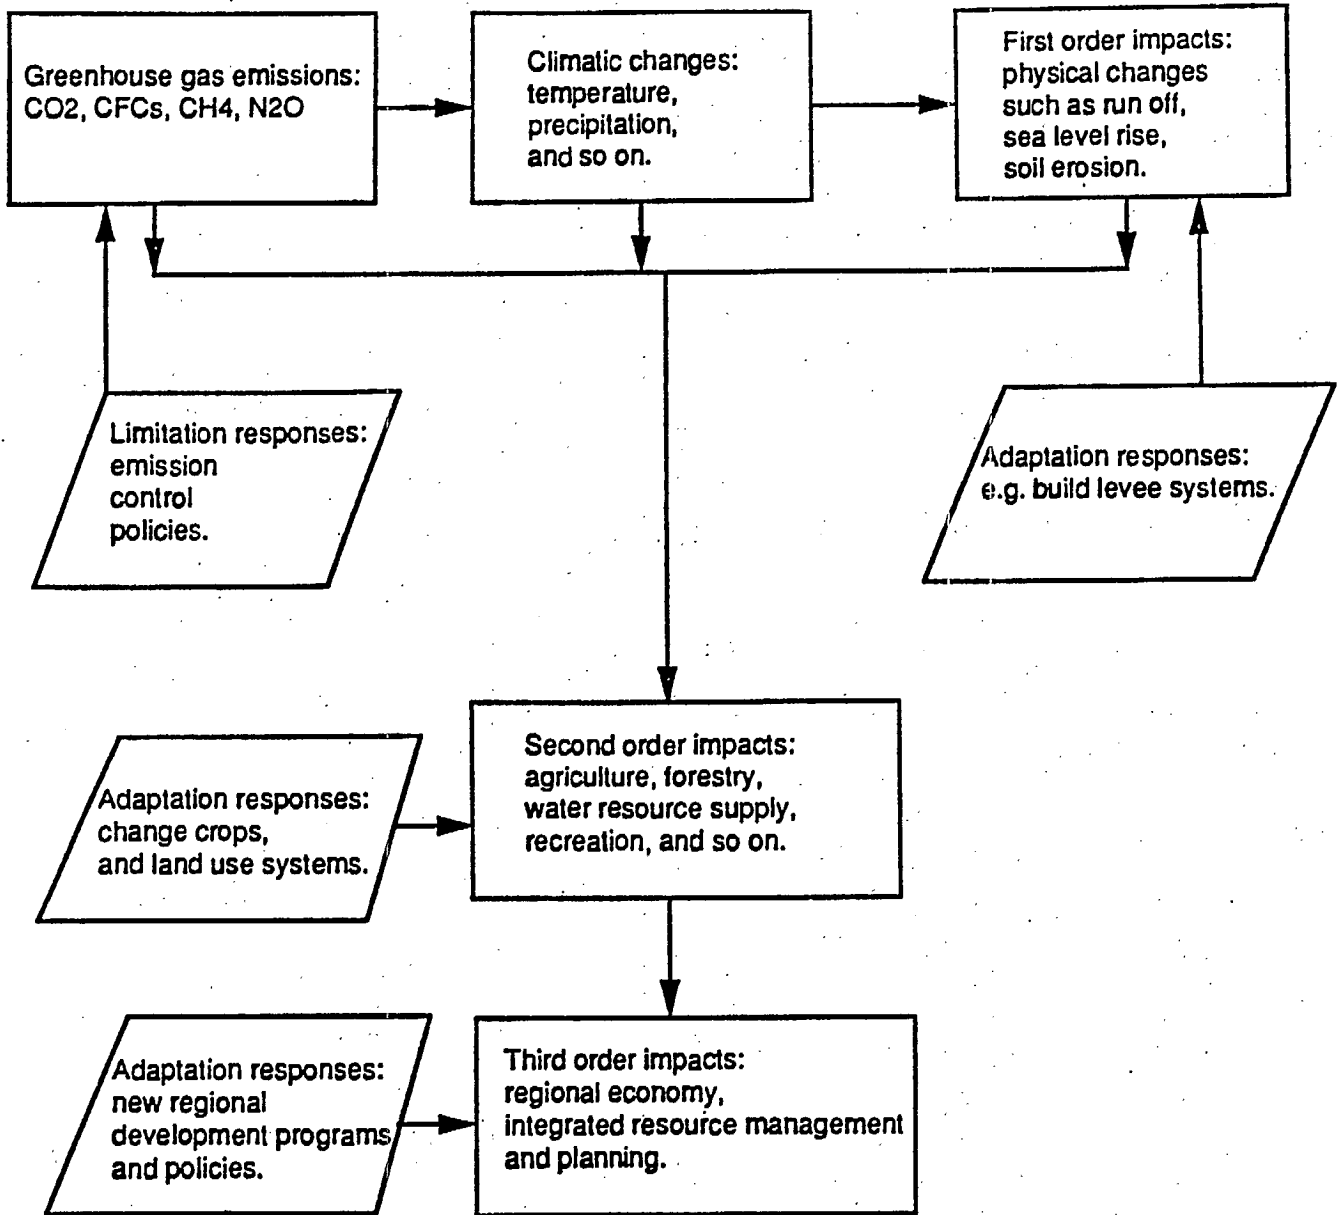 Greenhouse gas emissions:
CO2, CFCs, CH4, N2O
Climatic changes:
temperature,
precipitation,
and so on.
First order impacts:
physical changes
such as run off,
sea level rise,
soil erosion.
Limitation responses:
emission
control
policies.
Adaptation responses:
e.g. build levee systems.
Second order impacts:
agriculture, forestry,
water resource supply,
recreation, and so on.
Adaptation responses:
change crops,
and land use systems.
Third order impacts:
regional economy,
integrated resource management
and planning.
Adaptation responses:
new regional
development programs
and policies.